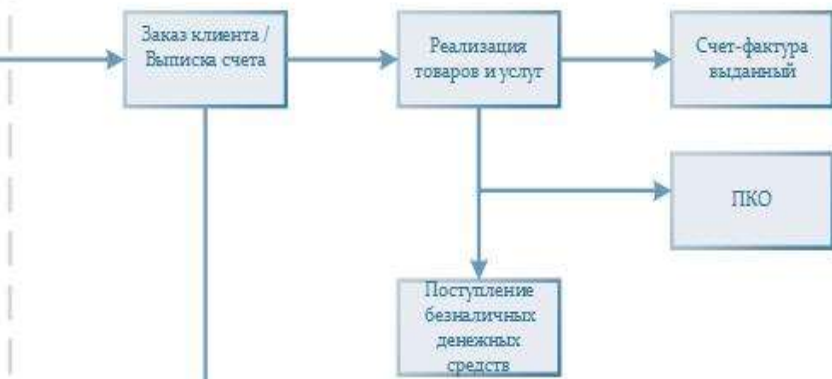 Заказ клиента /
Выписка счета
Реализация
товаров и услуг
Счет-фактура
выданный
ПКО
Поступление
безналичных
денежных
средств